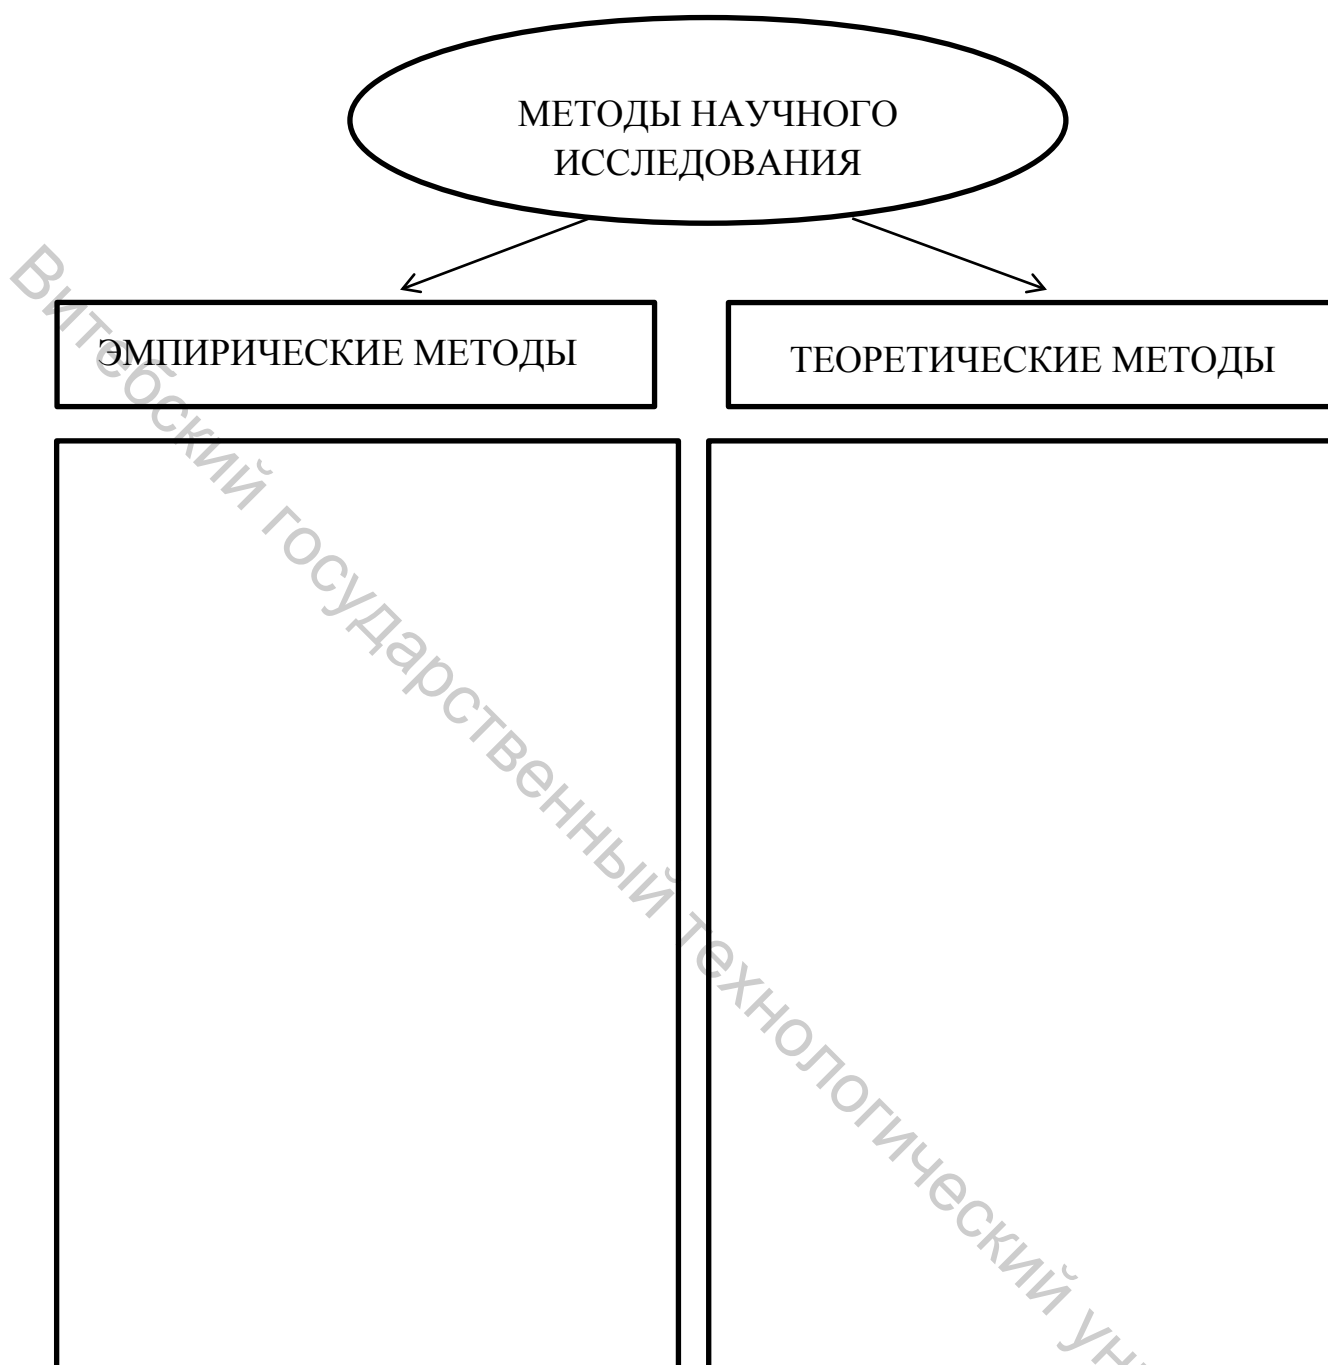 МЕТОДЫ НАУЧНОГО
ИССЛЕДОВАНИЯ
ЭМПИРИЧЕСКИЕ МЕТОДЫ
ТЕОРЕТИЧЕСКИЕ МЕТОДЫ
Витебский государственный технологический